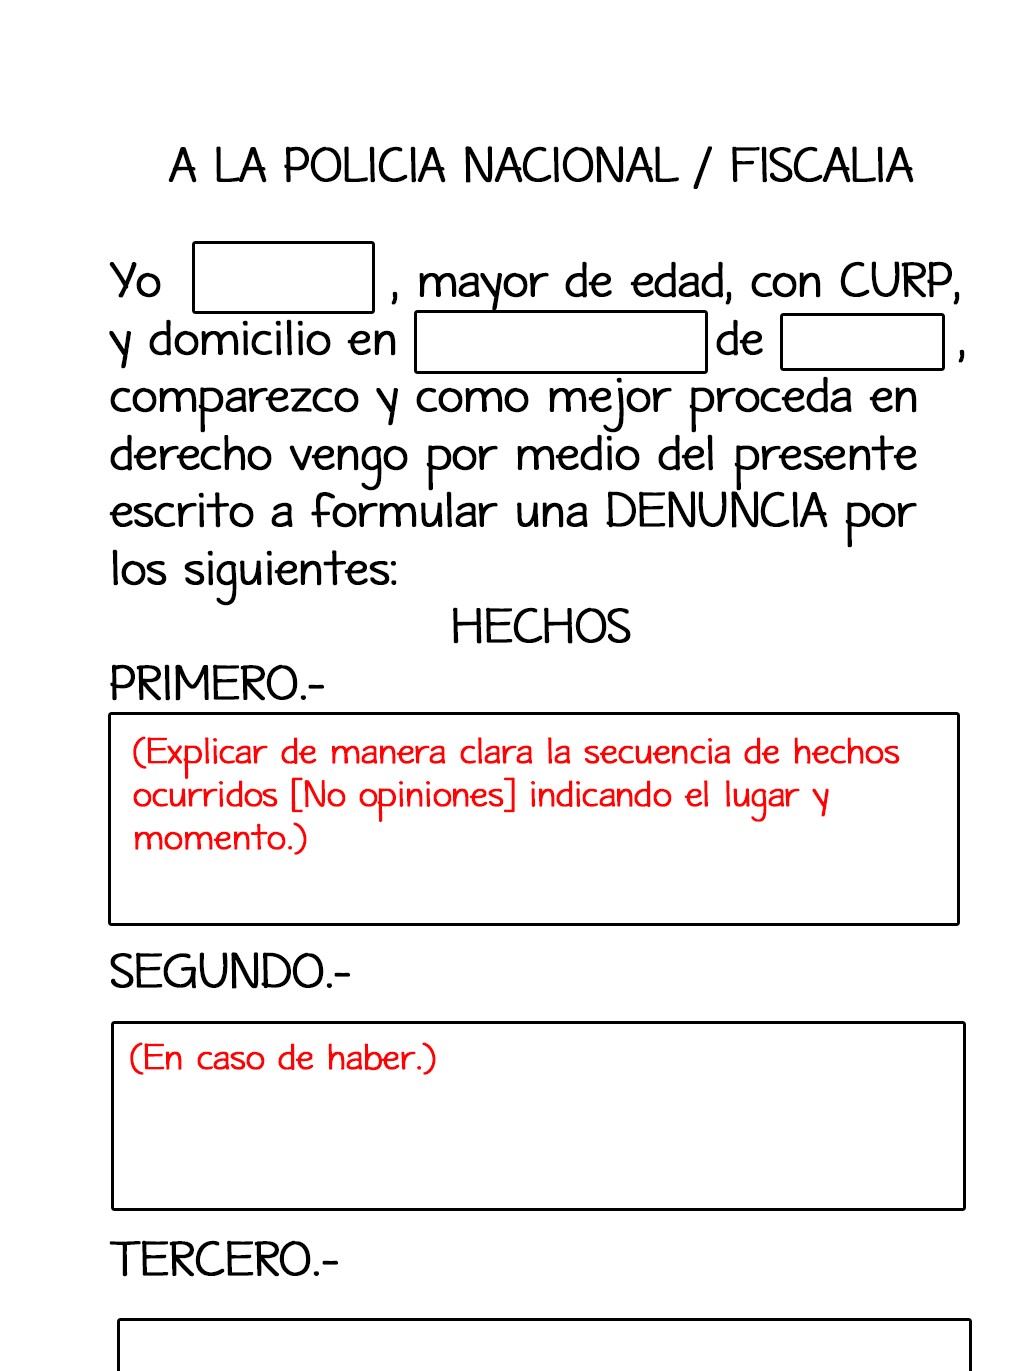 A LA POLICIA NACIONAL / FISCALIA
Yo , mayor de edad, con CURP,
y domicilio en de ,
comparezco y como mejor proceda en
derecho vengo por medio del presente
escrito a formular una DENUNCIA por
los siguientes:
HECHOS
PRIMERO.-
(Explicar de manera clara la secuencia de hechos
ocurridos [No opiniones] indicando el lugar y
momento.)
SEGUNDO.-
(En caso de haber.)
TERCERO.-